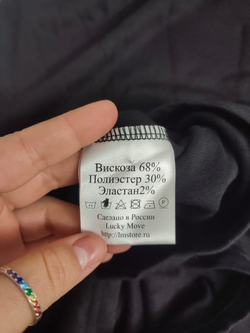 Вискоза 68%
Полиэстер 30%
Эластан2%
Сделано в России
Lucky Move
http://lmstore.ru